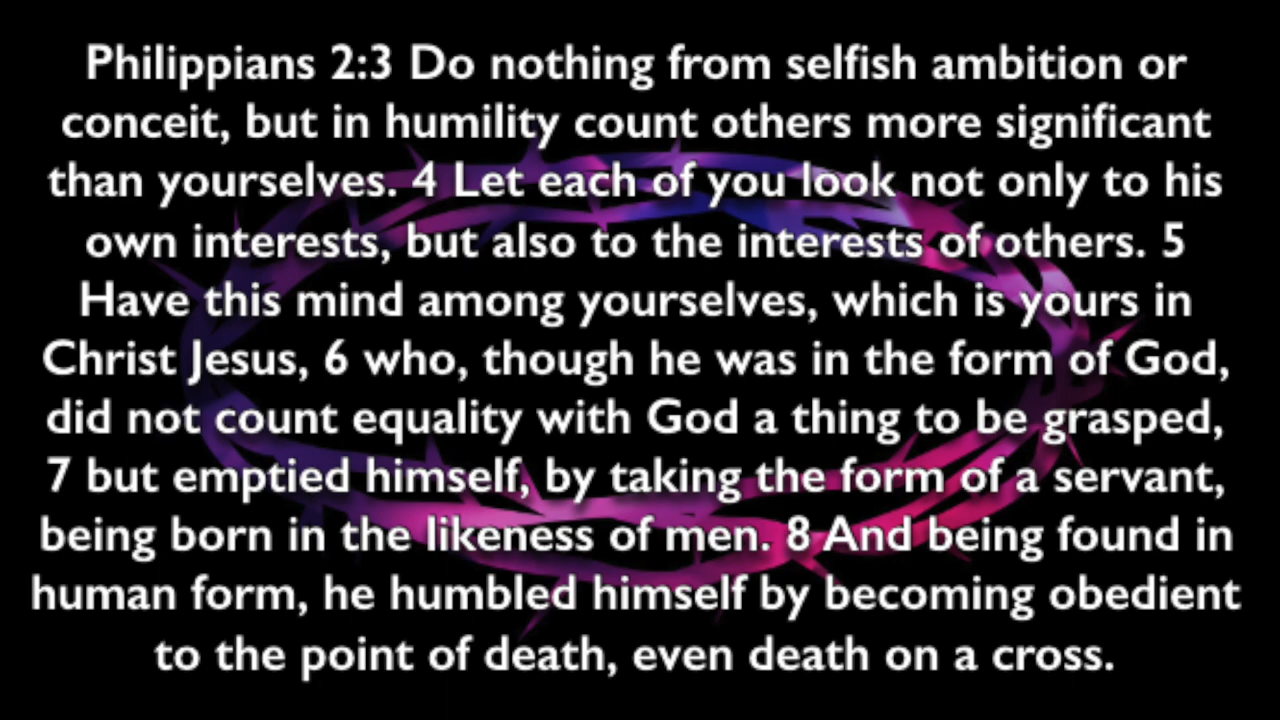 Philippians 2:3 Do nothing from selfish ambition or
conceit, but in humility count others more significant
than yourselves. 4 Let each of you look not only to his
own interests, but also to the interests of others. 5
Have this mind among yourselves, which is yours in
Christ Jesus, 6 who, though he was in the form of God,
did not count equality with God a thing to be grasped,
7 but emptied himself, by taking the form of a servant,
being born in the likeness of men. 8 And being found in
human form, he humbled himself by becoming obedient
to the point of death, even death on a cross.